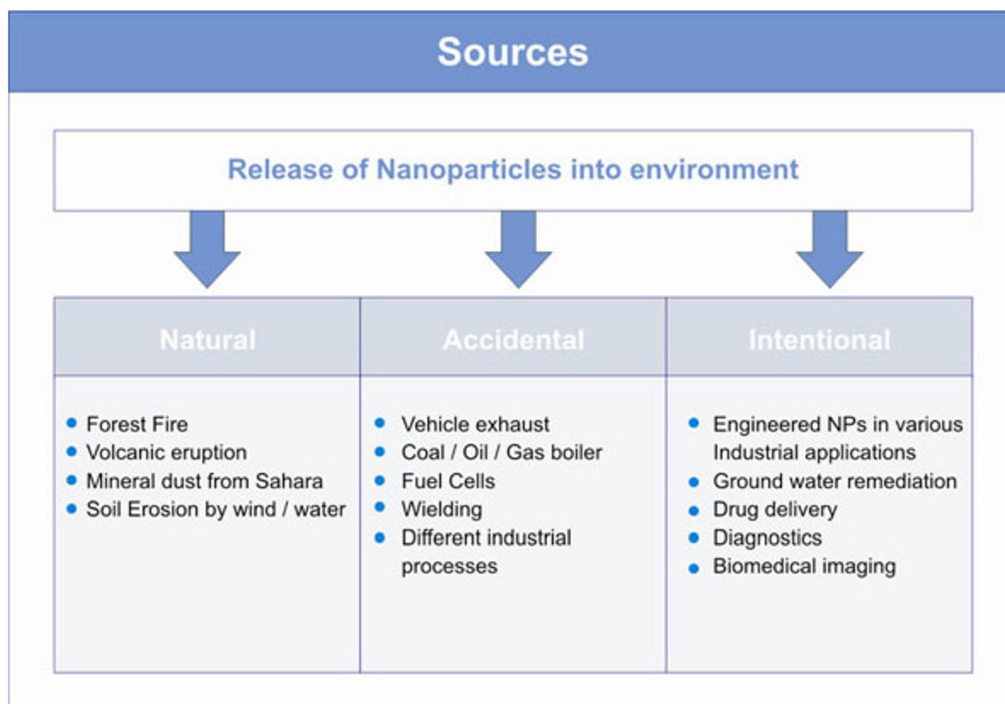 Sources
Release of Nanoparticles into environment
Natural
Accidental
Intentional
Forest Fire
Volcanic eruption
Mineral dust from Sahara
Soil Erosion by wind / water
Vehicle exhaust
Coal / Oil / Gas boiler
Fuel Cells
Wielding
Different industrial
processes
Engineered NPs in various
Industrial applications
Ground water remediation
Drug delivery
Diagnostics
Biomedical imaging